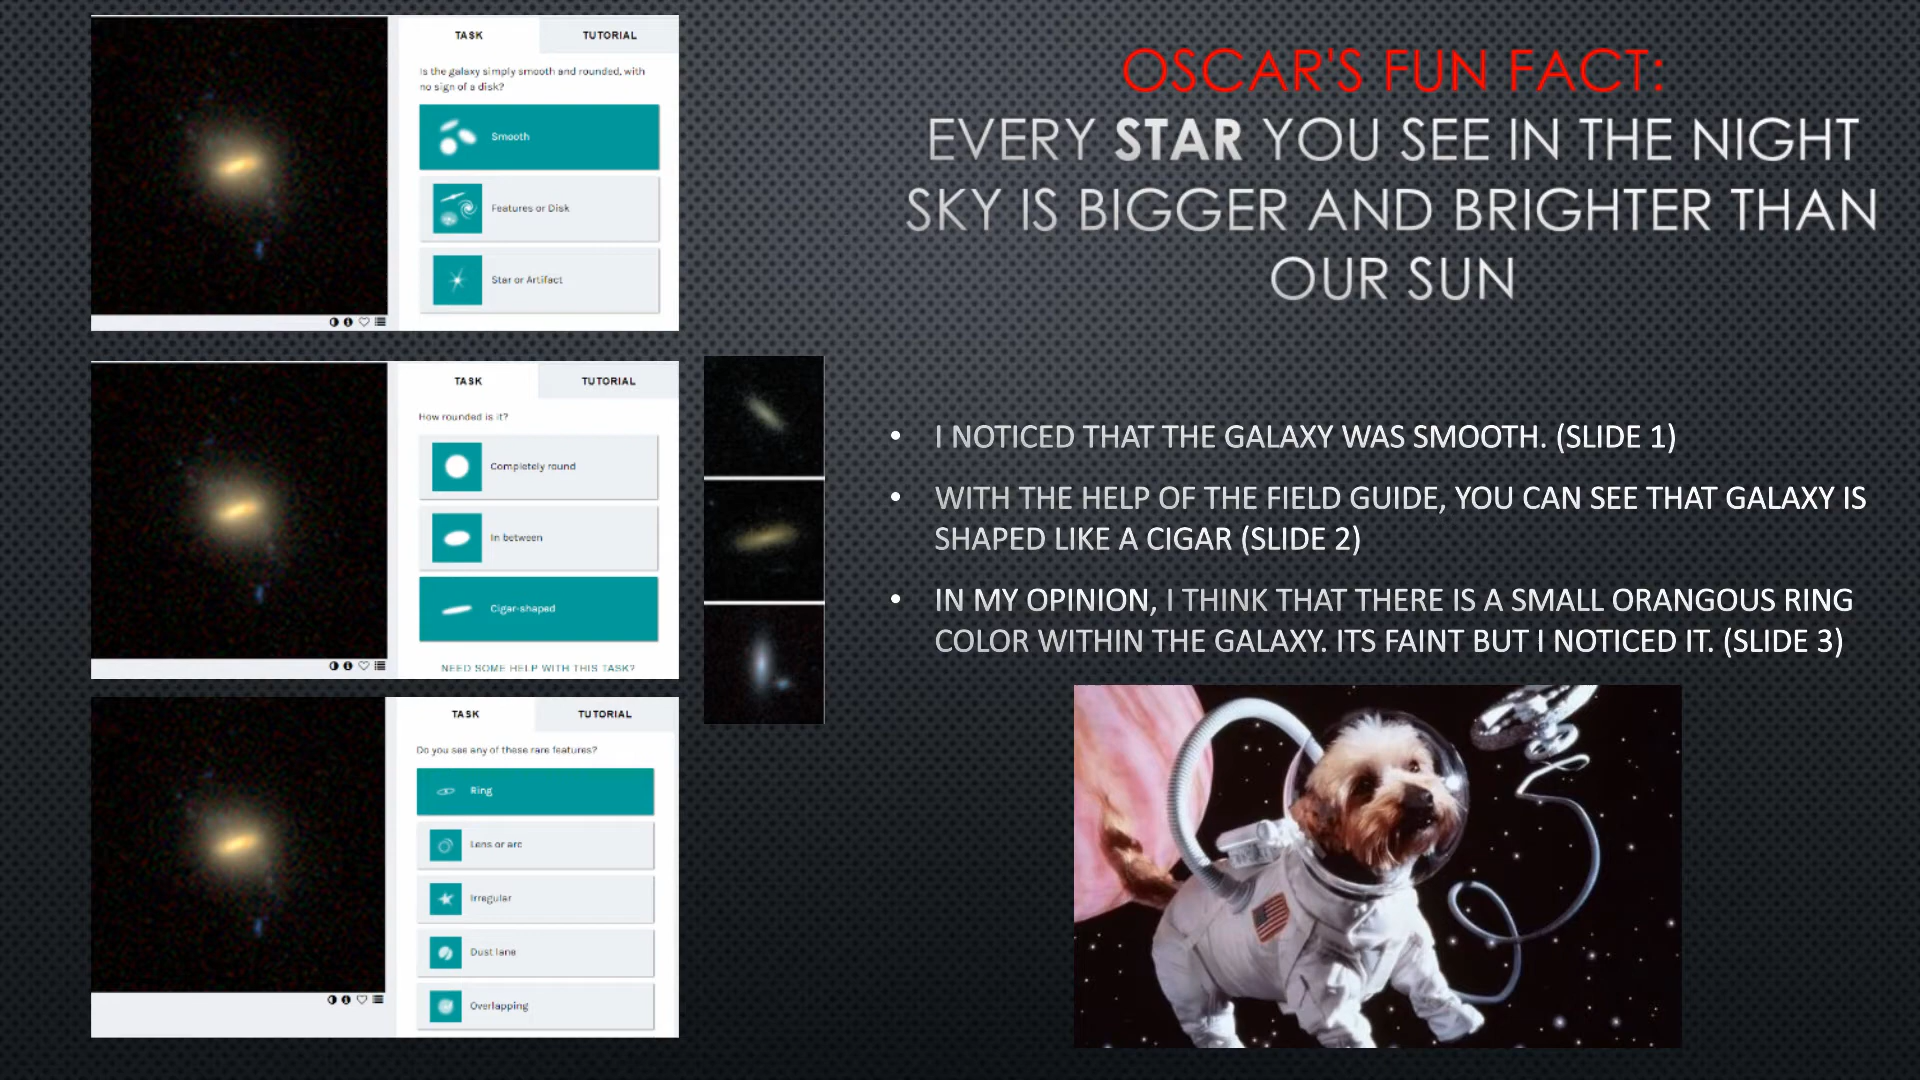 TASK
TUTORIAL
Is the galaxy simply smooth and rounded, with
no sign of a disk?
Smooth
Features or Disk
Star or Artifact
TASK
TUTORIAL
How rounded is it?
Completely round
In between
Cigar-shaped
NEED SOME HELP WITH THIS TASK?
TASK
TUTORIAL
Do you see any of these rare features?
Ring
Lens or arc
Irregular
Dust lane
Overlapping
OSCAR'S FUN FACT:
EVERY STAR YOU SEE IN THE NIGHT
SKY IS BIGGER AND BRIGHTER THAN
OUR SUN
• I NOTICED THAT THE GALAXY WAS SMOOTH. (SLIDE 1)
• WITH THE HELP OF THE FIELD GUIDE, YOU CAN SEE THAT GALAXY IS
SHAPED LIKE A CIGAR (SLIDE 2)
• IN MY OPINION, I THINK THAT THERE IS A SMALL ORANGOUS RING
COLOR WITHIN THE GALAXY. ITS FAINT BUT I NOTICED IT. (SLIDE 3)